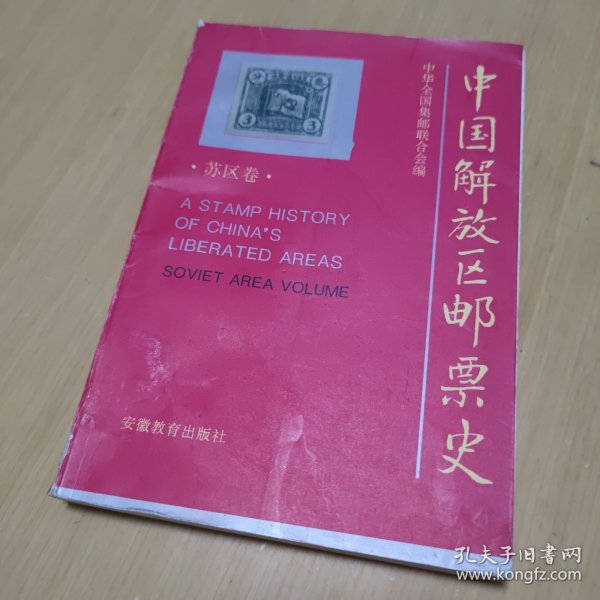 中国解放区邮票史
中华全国集邮联合会编
3
3
·苏区卷·
A STAMP HISTORY
OF CHINA'S
LIBERATED AREAS
SOVIET AREA VOLUME
安徽教育出版社
孔夫子旧书网
www.kongfz.com